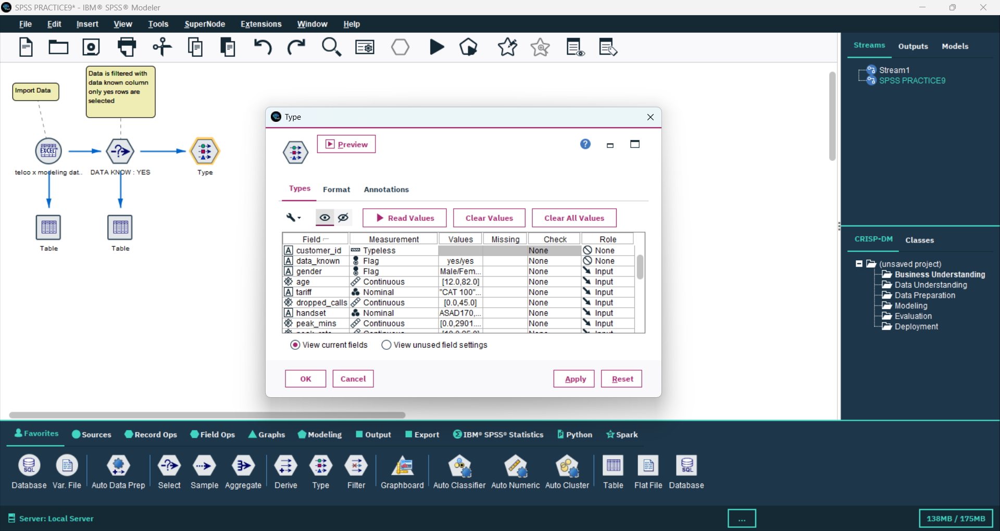 SPSS PRACTICE9* - IBM® SPSS® Modeler
File Edit Insert View Tools SuperNode Extensions Window Help
Streams Outputs Models
Stream1
SPSS PRACTICE9
Import Data
Data is filtered with
data known column
only yes rows are
selected
EXCEL
telco x modeling dat..
DATA KNOW : YES
Type
Table
Table
Type
Preview
Types Format Annotations
Read Values Clear Values Clear All Values
Field Measurement Values Missing Check Role
customer_id Typeless None None
data_known Flag yes/yes None None
gender Flag Male/Fem... None Input
age Continuous [12.0,82.0] None Input
tariff Nominal "CAT 100"... None Input
dropped_calls Continuous [0.0,45.0] None Input
handset Nominal ASAD170,... None Input
peak_mins Continuous [0.0,2901.... None Input
View current fields View unused field settings
OK Cancel Apply Reset
CRISP-DM Classes
(unsaved project)
Business Understanding
Data Understanding
Data Preparation
Modeling
Evaluation
Deployment
Favorites Sources Record Ops Field Ops Graphs Modeling Output Export IBM® SPSS® Statistics Python Spark
SQL
SQL
Database Var. File Auto Data Prep Select Sample Aggregate Derive Type Filter Graphboard Auto Classifier Auto Numeric Auto Cluster Table Flat File Database
Server: Local Server
...
138MB / 175MB